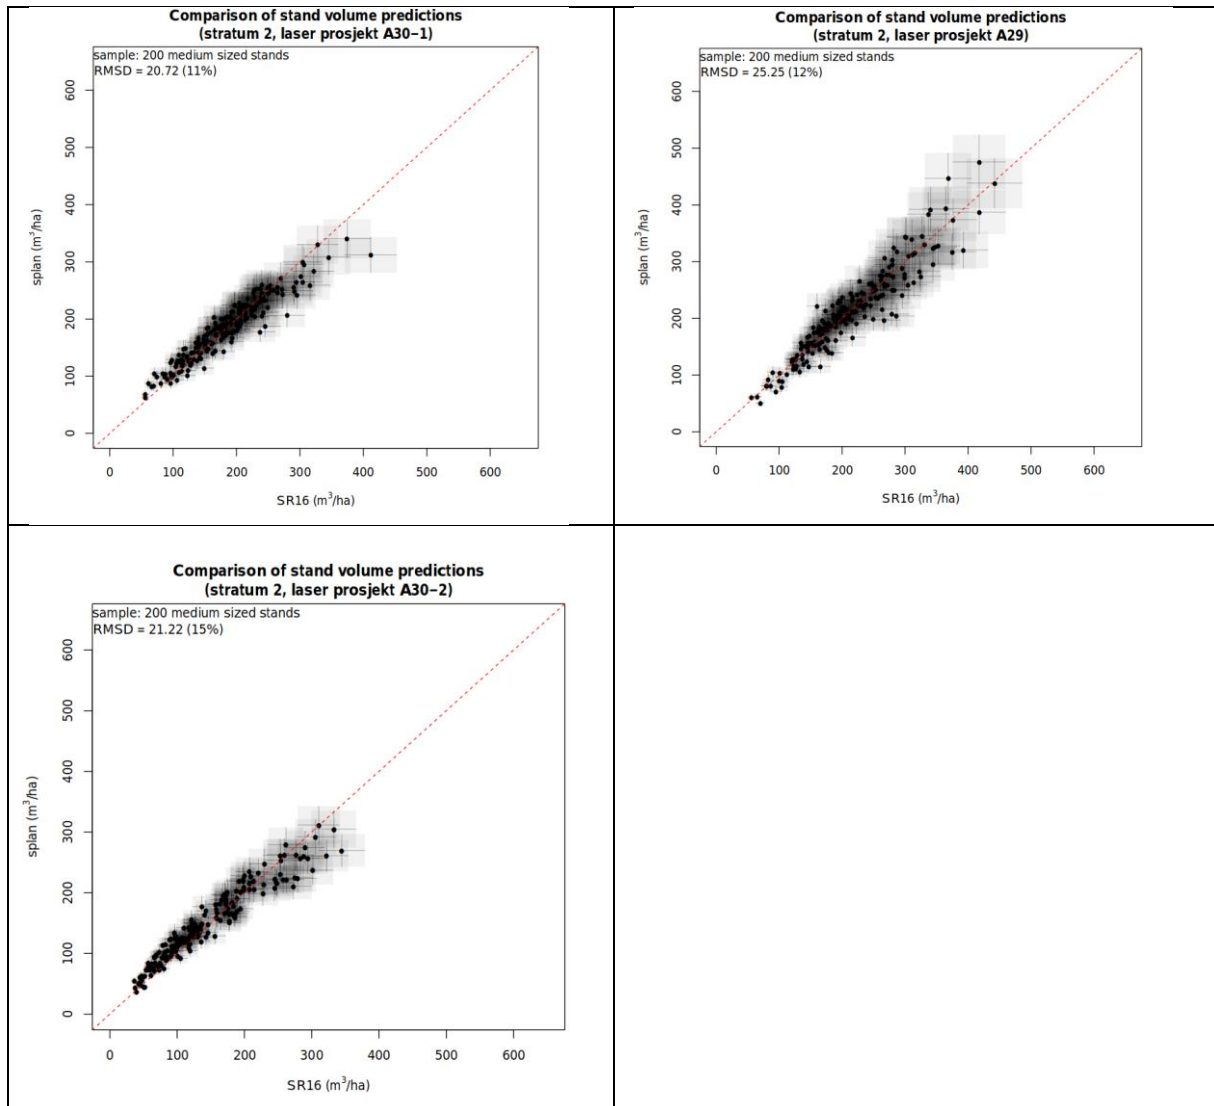 Comparison of stand volume predictions
(stratum 2, laser prosjekt A30−1)
sample: 200 medium sized stands
RMSD = 20.72 (11%)
600
500
400
300
200
100
0
splan (m³/ha)
0 100 200 300 400 500 600
SR16 (m³/ha)
Comparison of stand volume predictions
(stratum 2, laser prosjekt A29)
sample: 200 medium sized stands
RMSD = 25.25 (12%)
600
500
400
300
200
100
0
splan (m³/ha)
0 100 200 300 400 500 600
SR16 (m³/ha)
Comparison of stand volume predictions
(stratum 2, laser prosjekt A30−2)
sample: 200 medium sized stands
RMSD = 21.22 (15%)
600
500
400
300
200
100
0
splan (m³/ha)
0 100 200 300 400 500 600
SR16 (m³/ha)